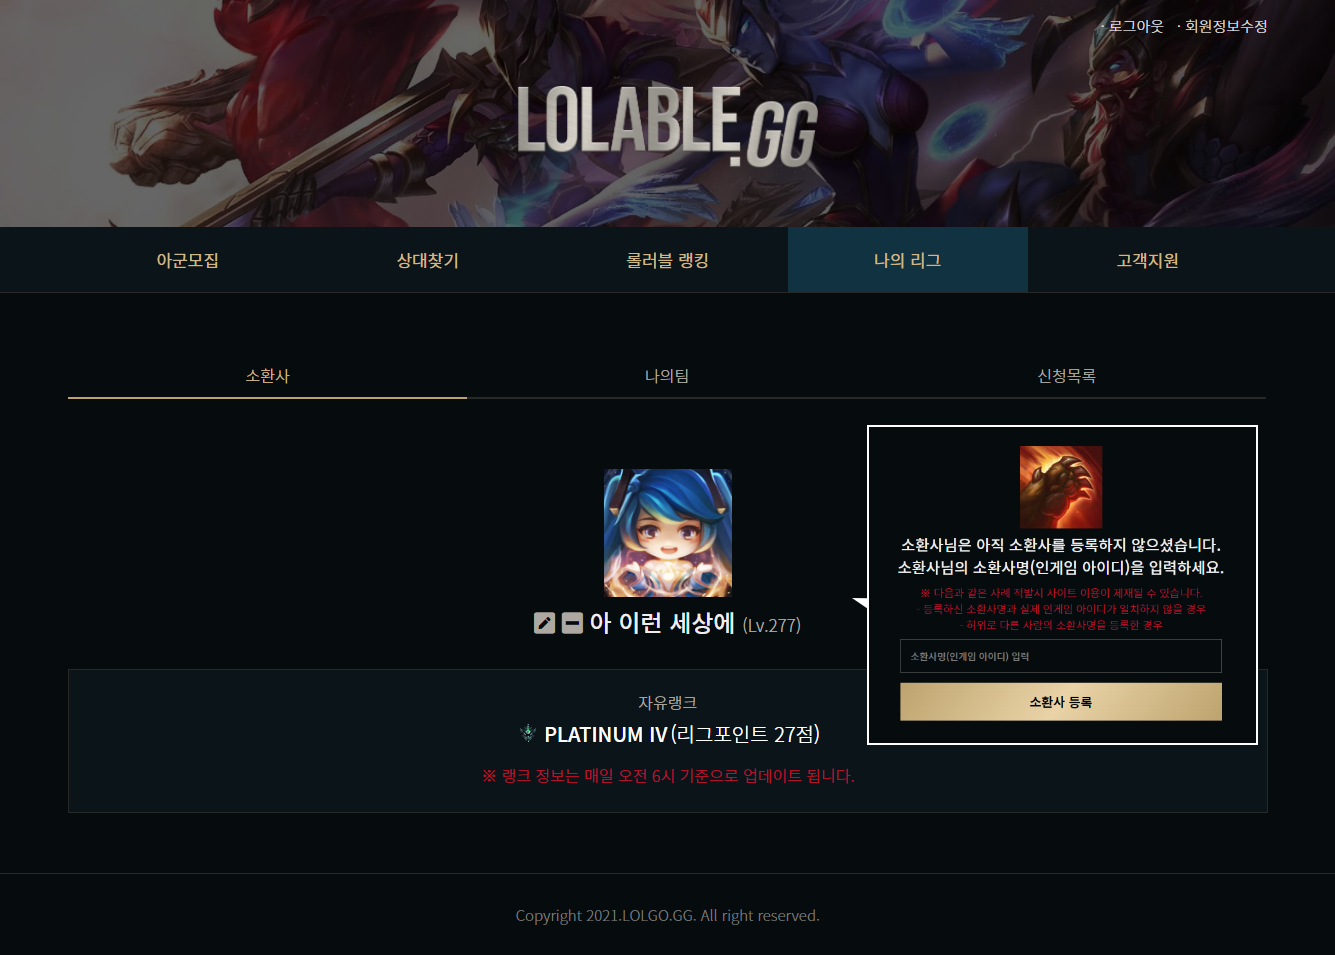 · 로그아웃 · 회원정보수정
LOLABLE.GG
아군모집 상대찾기 롤러블 랭킹 나의 리그 고객지원
소환사 나의팀 신청목록
아 이런 세상에 (Lv.277)
자유랭크
PLATINUM IV (리그포인트 27점)
※ 랭크 정보는 매일 오전 6시 기준으로 업데이트 됩니다.
소환사님은 아직 소환사를 등록하지 않으셨습니다.
소환사님의 소환사명(인게임 아이디)을 입력하세요.
※ 다음과 같은 사례 적발시 사이트 이용이 제재될 수 있습니다.
- 등록하신 소환사명과 실제 인게임 아이디가 일치하지 않을 경우
- 허위로 다른 사람의 소환사명을 등록한 경우
소환사명(인게임 아이디) 입력
소환사 등록
Copyright 2021.LOLGO.GG. All right reserved.